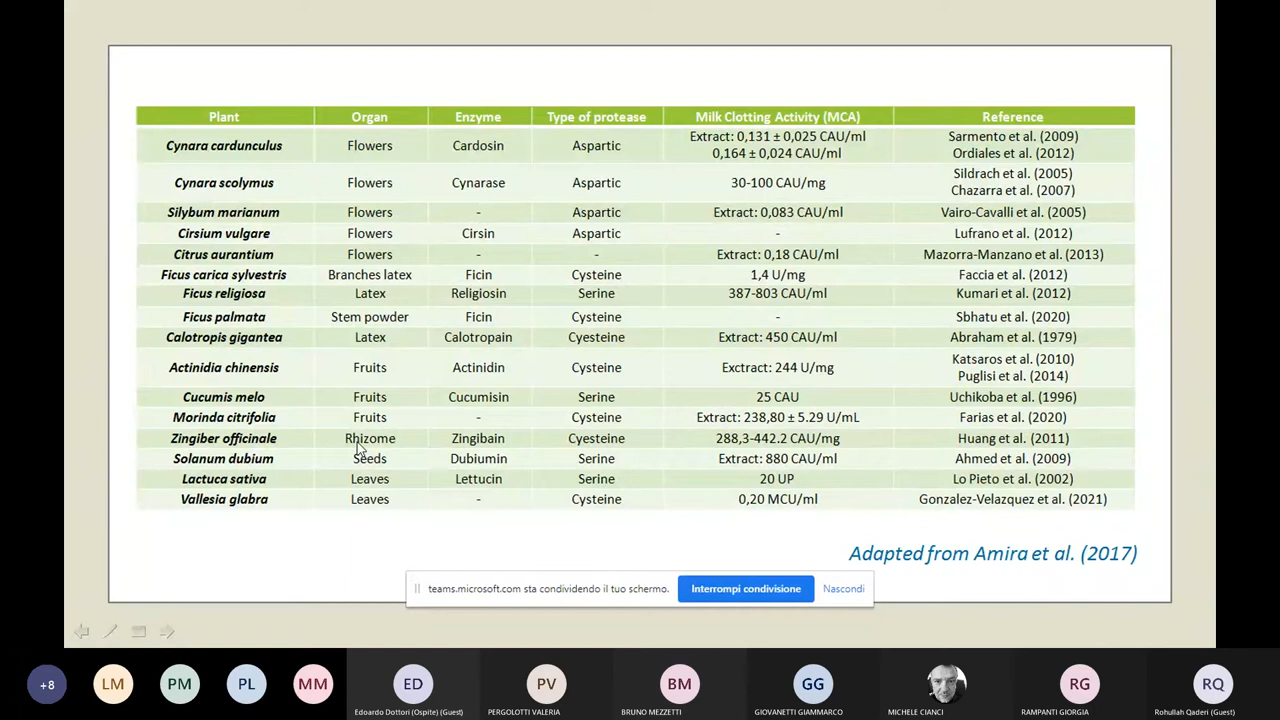 Plant Organ Enzyme Type of protease Milk Clotting Activity (MCA) Reference
Cynara cardunculus Flowers Cardosin Aspartic Extract: 0,131 ± 0,025 CAU/ml Sarmento et al. (2009)
0,164 ± 0,024 CAU/ml Ordiales et al. (2012)
Cynara scolymus Flowers Cynarase Aspartic 30-100 CAU/mg Sildrach et al. (2005)
Chazarra et al. (2007)
Silybum marianum Flowers - Aspartic Extract: 0,083 CAU/ml Vairo-Cavalli et al. (2005)
Cirsium vulgare Flowers Cirsin Aspartic - Lufrano et al. (2012)
Citrus aurantium Flowers - - Extract: 0,18 CAU/ml Mazorra-Manzano et al. (2013)
Ficus carica sylvestris Branches latex Ficin Cysteine 1,4 U/mg Faccia et al. (2012)
Ficus religiosa Latex Religiosin Serine 387-803 CAU/ml Kumari et al. (2012)
Ficus palmata Stem powder Ficin Cysteine - Sbhatu et al. (2020)
Calotropis gigantea Latex Calotropain Cyesteine Extract: 450 CAU/ml Abraham et al. (1979)
Actinidia chinensis Fruits Actinidin Cysteine Exctract: 244 U/mg Katsaros et al. (2010)
Puglisi et al. (2014)
Cucumis melo Fruits Cucumisin Serine 25 CAU Uchikoba et al. (1996)
Morinda citrifolia Fruits - Cysteine Extract: 238,80 ± 5.29 U/mL Farias et al. (2020)
Zingiber officinale Rhizome Zingibain Cyesteine 288,3-442.2 CAU/mg Huang et al. (2011)
Solanum dubium Seeds Dubiumin Serine Extract: 880 CAU/ml Ahmed et al. (2009)
Lactuca sativa Leaves Lettucin Serine 20 UP Lo Pieto et al. (2002)
Vallesia glabra Leaves - Cysteine 0,20 MCU/ml Gonzalez-Velazquez et al. (2021)
Adapted from Amira et al. (2017)
teams.microsoft.com sta condividendo il tuo schermo. Interrompi condivisione Nascondi
+8 LM PM PL MM ED PV BM GG RG RQ
Edoardo Dottori (Ospite) (Guest) PERGOLOTTI VALERIA BRUNO MEZZETTI GIOVANETTI GIAMMARCO MICHELE CIANCI RAMPANTI GIORGIA Rohullah Qaderi (Guest)